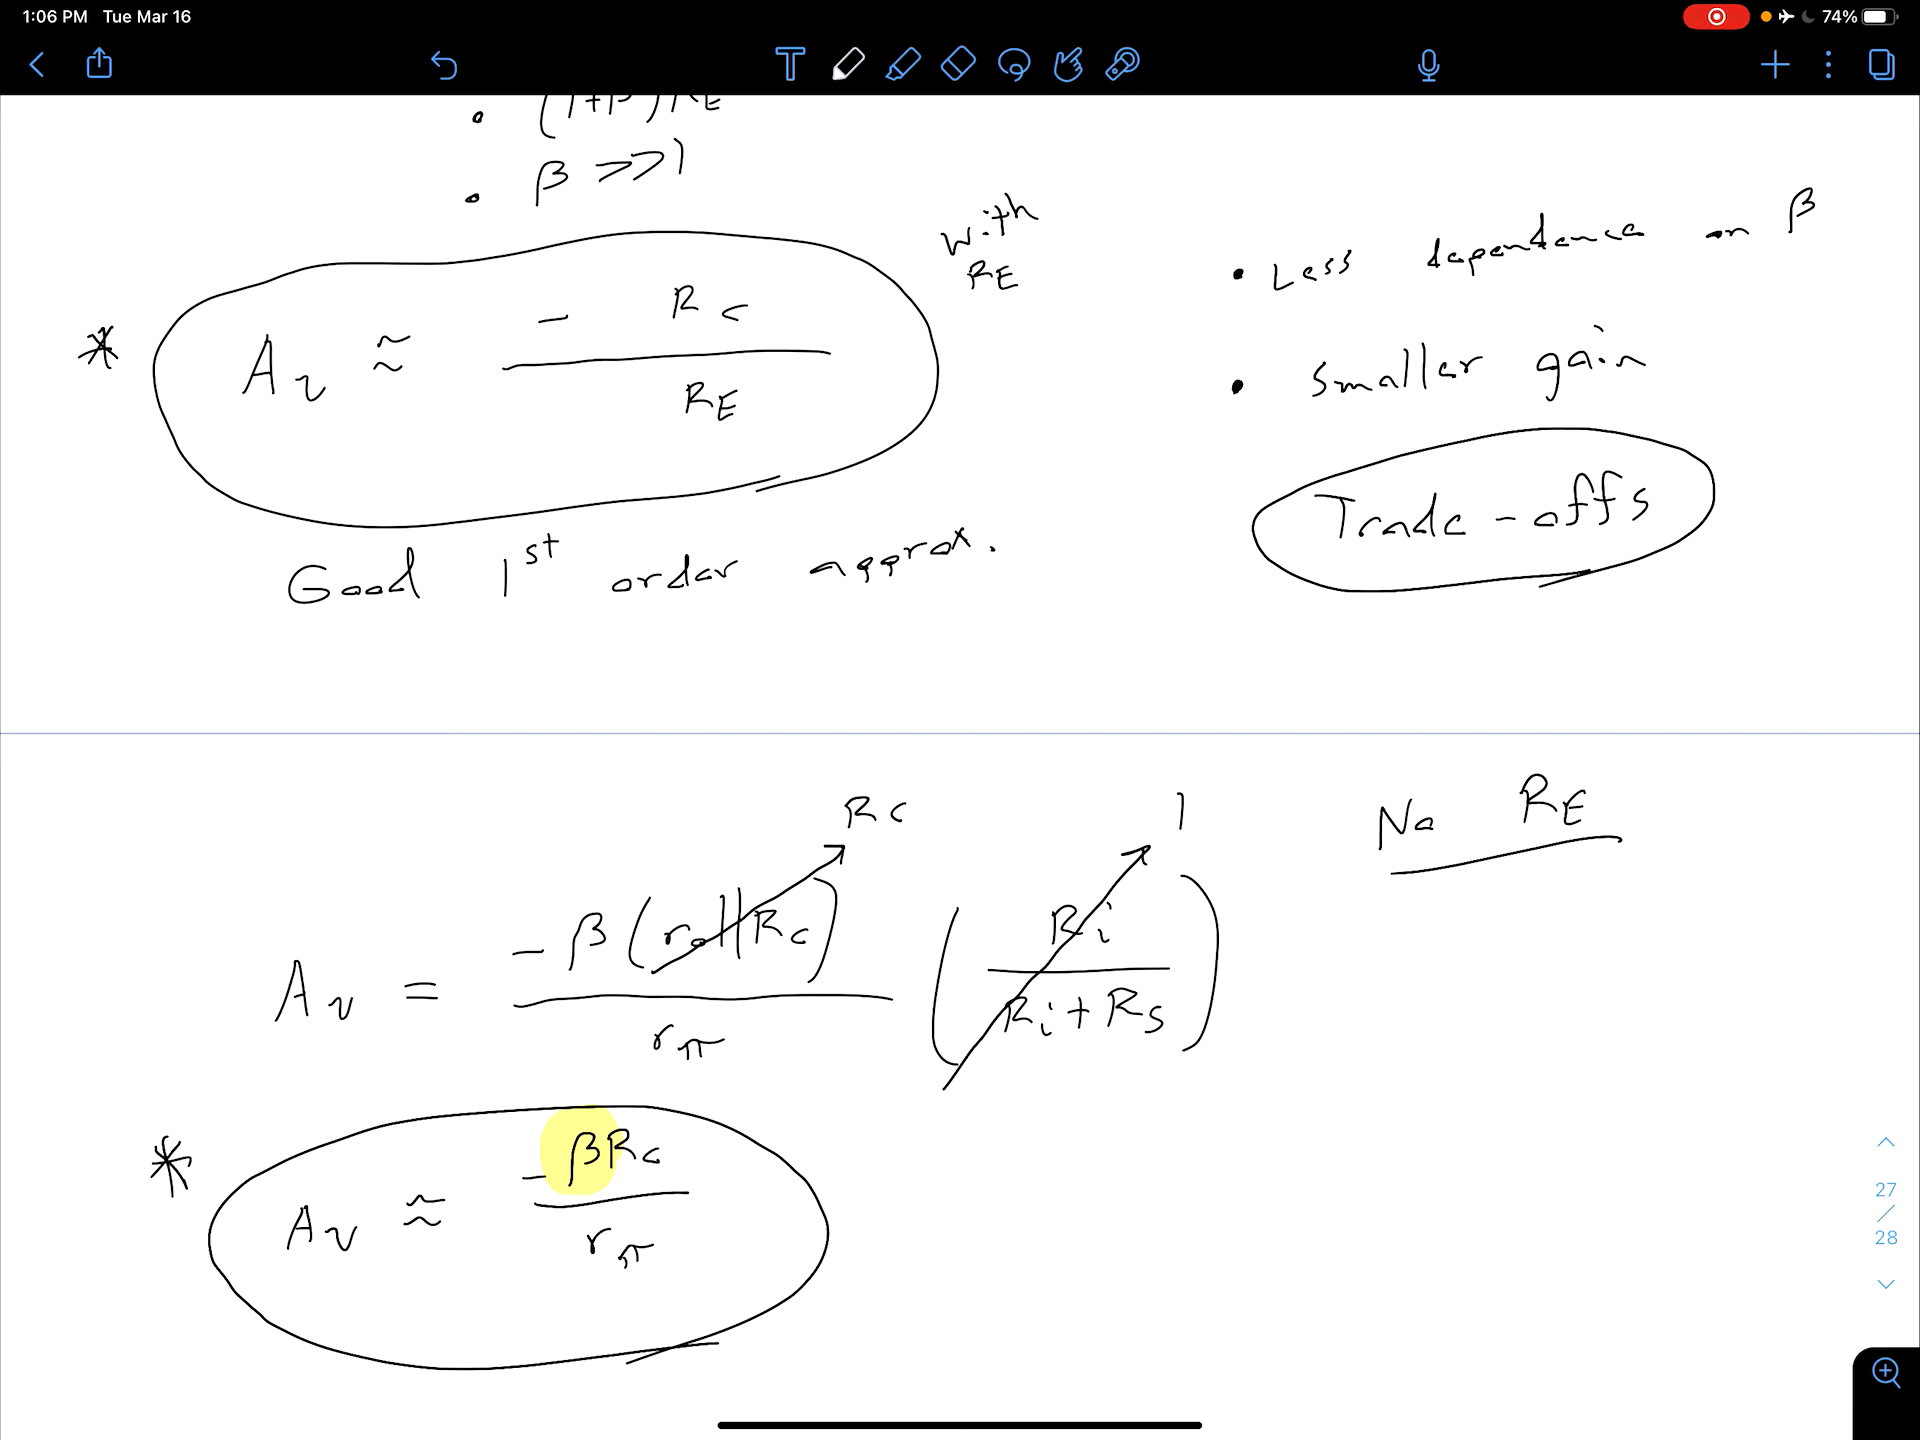 1:06 PM Tue Mar 16
74%
• (1+β)RE
• β >>1
with
RE
* Av ≈ - RC
RE
Good 1st order approx.
• Less dependence on β
• Smaller gain
Trade-offs
No RE
RC 1
Av = -β(ro||RC) (Ri
rπ Ri+RS)
* Av ≈ -βRC
rπ
27
/
28